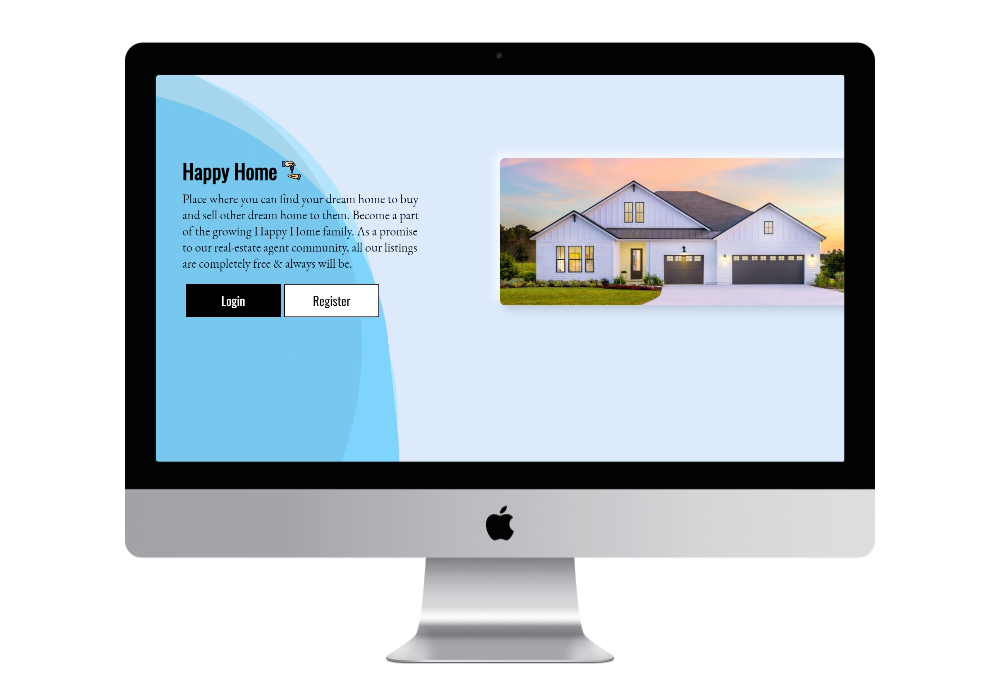 Happy Home
Place where you can find your dream home to buy
and sell other dream home to them. Become a part
of the growing Happy Home family. As a promise
to our real-estate agent community, all our listings
are completely free & always will be.
Login
Register
1